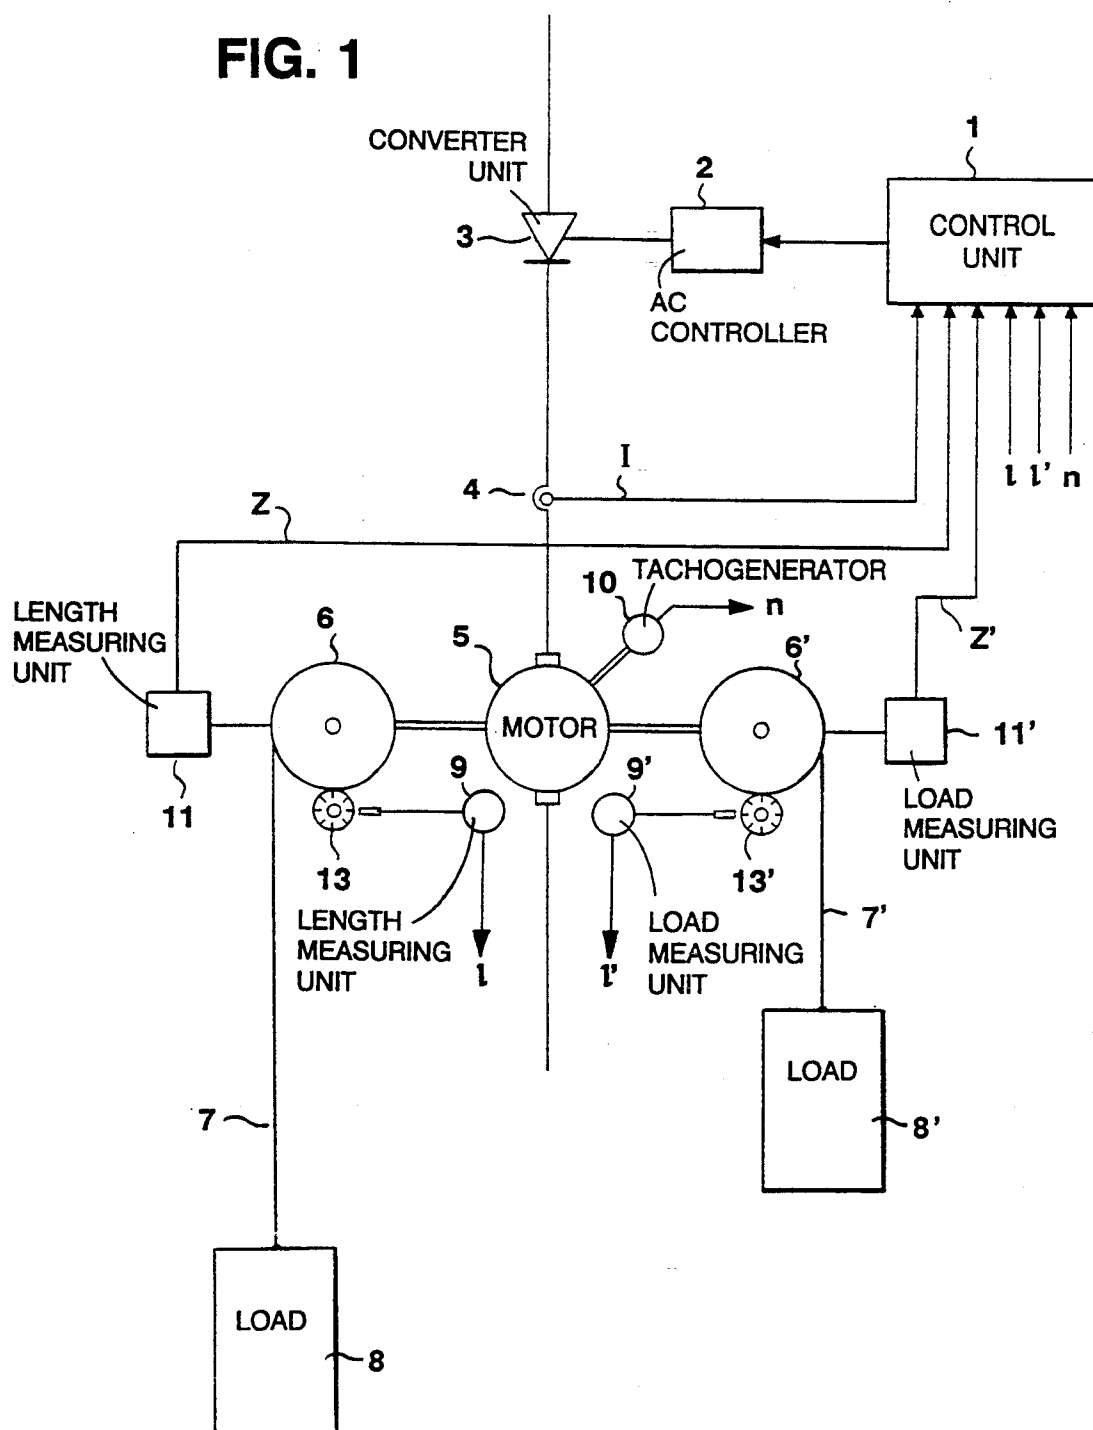 FIG. 1
CONVERTER
UNIT
3
2
AC
CONTROLLER
1
CONTROL
UNIT
l l' n
4
I
Z
10
TACHOGENERATOR
n
Z'
LENGTH
MEASURING
UNIT
11
6
5
MOTOR
6'
11'
LOAD
MEASURING
UNIT
13
9
9'
13'
LENGTH
MEASURING
UNIT
l
l'
LOAD
MEASURING
UNIT
7'
LOAD
8'
7
LOAD
8